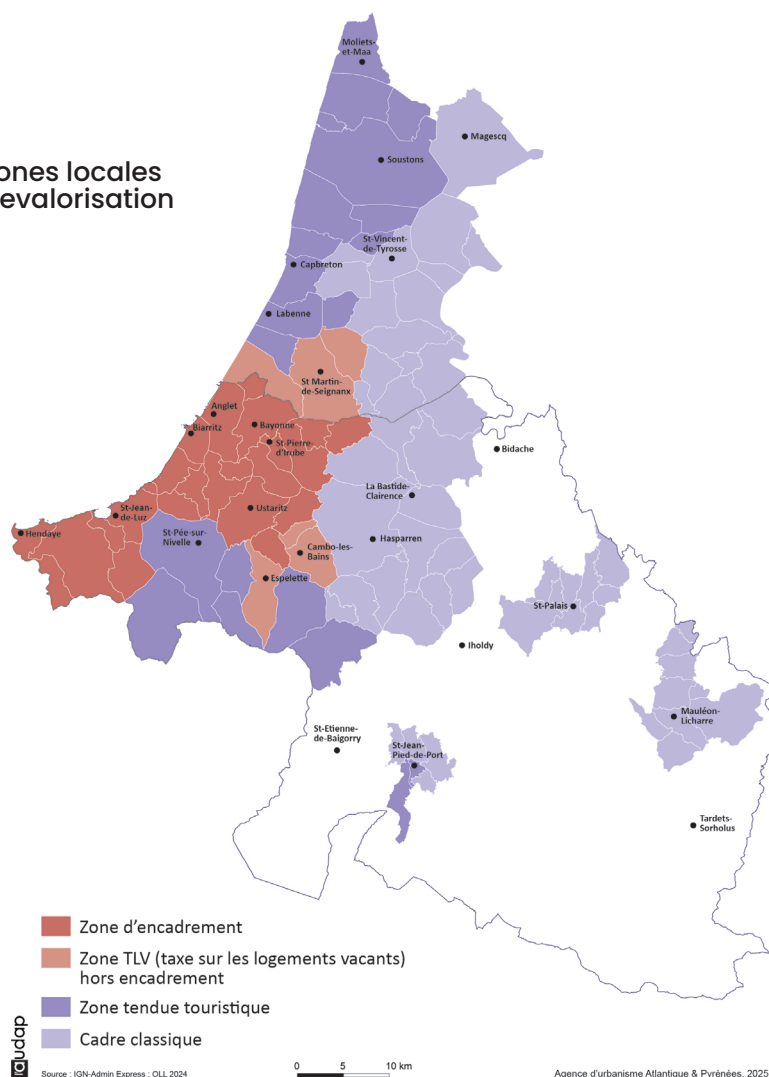 Moliets-
et-Maa
Magescq
ones locales
evalorisation
Soustons
St-Vincent-
de-Tyrosse
Capbreton
Labenne
St Martin-
de-Seignanx
Anglet
Biarritz
Bayonne
St-Pierre-
d'Irube
Bidache
La Bastide-
Clairence
St-Jean-
de-Luz
Ustaritz
Hendaye
St-Pée-sur-
Nivelle
Hasparren
Cambo-les-
Bains
Espelette
St-Palais
Iholdy
Mauléon-
Licharre
St-Etienne-
de-Baigorry
St-Jean-
Pied-de-Port
Tardets-
Sorholus
Zone d'encadrement
Zone TLV (taxe sur les logements vacants)
hors encadrement
Zone tendue touristique
Cadre classique
audap
Source : IGN-Admin Express ; OLL 2024
0 5 10 km
Agence d'urbanisme Atlantique & Pyrénées, 2025